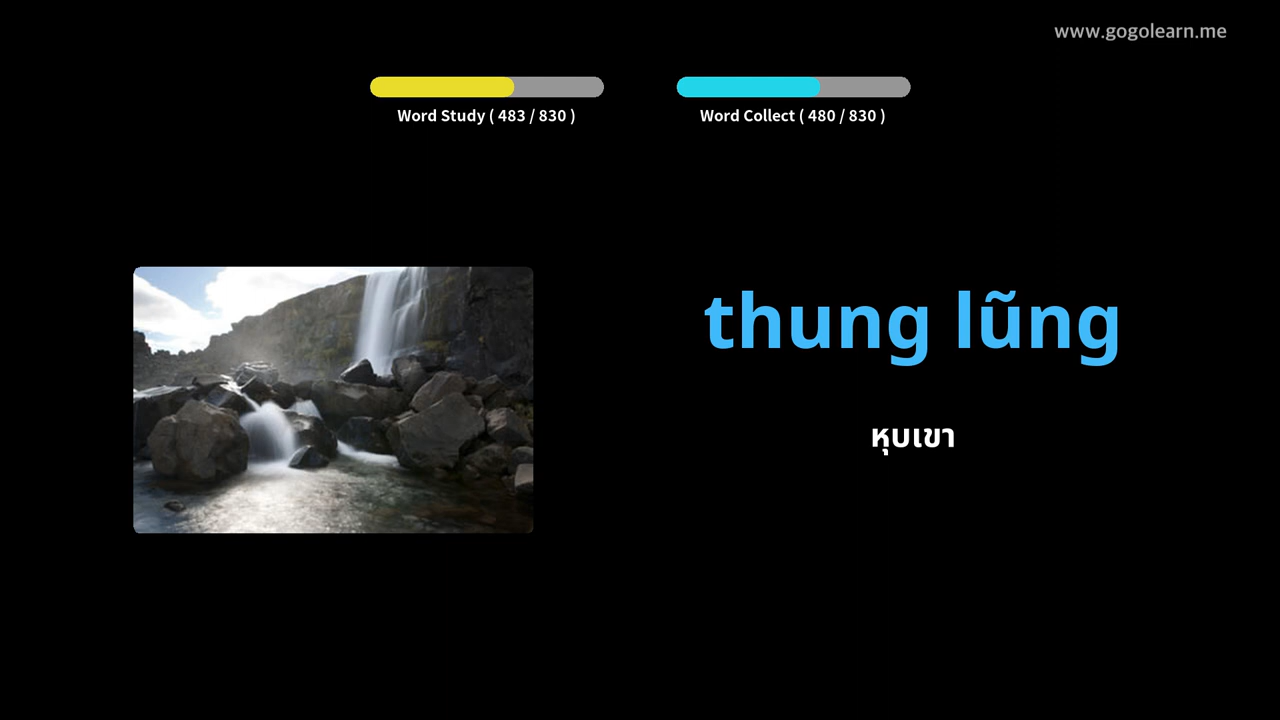 www.gogolearn.me
Word Study ( 483 / 830 )
Word Collect ( 480 / 830 )
thung lũng
หุบเขา